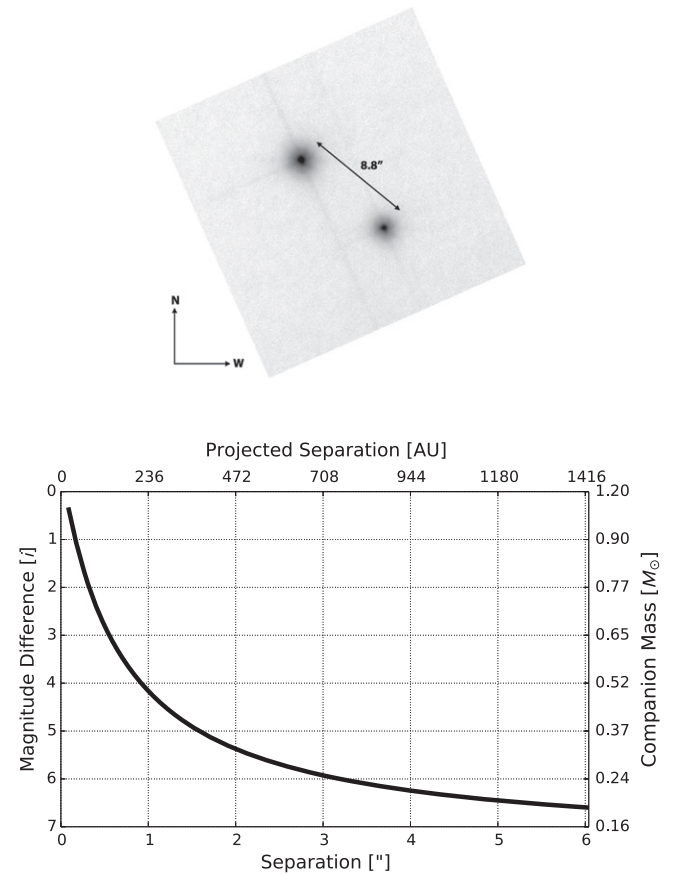 8.8"
N
W
Projected Separation [AU]
0 236 472 708 944 1180 1416
0 1.20
1 0.90
2 0.77
3 0.65
4 0.52
5 0.37
6 0.24
7 0.16
Magnitude Difference [i]
Companion Mass [M☉]
0 1 2 3 4 5 6
Separation ["]